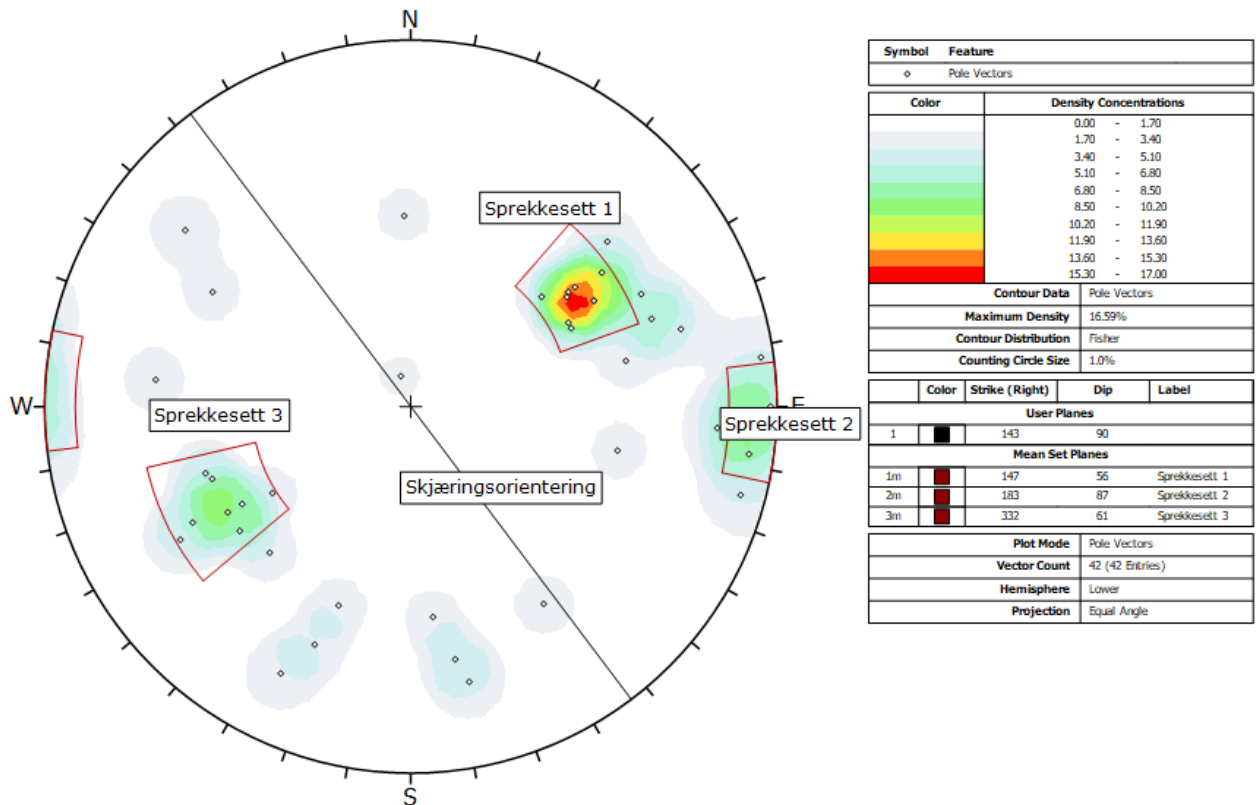 N
Sprekkesett 1
W
E
Sprekkesett 3
Sprekkesett 2
Skjæringsorientering
S
Symbol Feature
Pole Vectors
Color Density Concentrations
0.00 - 1.70
1.70 - 3.40
3.40 - 5.10
5.10 - 6.80
6.80 - 8.50
8.50 - 10.20
10.20 - 11.90
11.90 - 13.60
13.60 - 15.30
15.30 - 17.00
Contour Data Pole Vectors
Maximum Density 16.59%
Contour Distribution Fisher
Counting Circle Size 1.0%
Color Strike (Right) Dip Label
User Planes
1 143 90
Mean Set Planes
1m 147 56 Sprekkesett 1
2m 183 87 Sprekkesett 2
3m 332 61 Sprekkesett 3
Plot Mode Pole Vectors
Vector Count 42 (42 Entries)
Hemisphere Lower
Projection Equal Angle